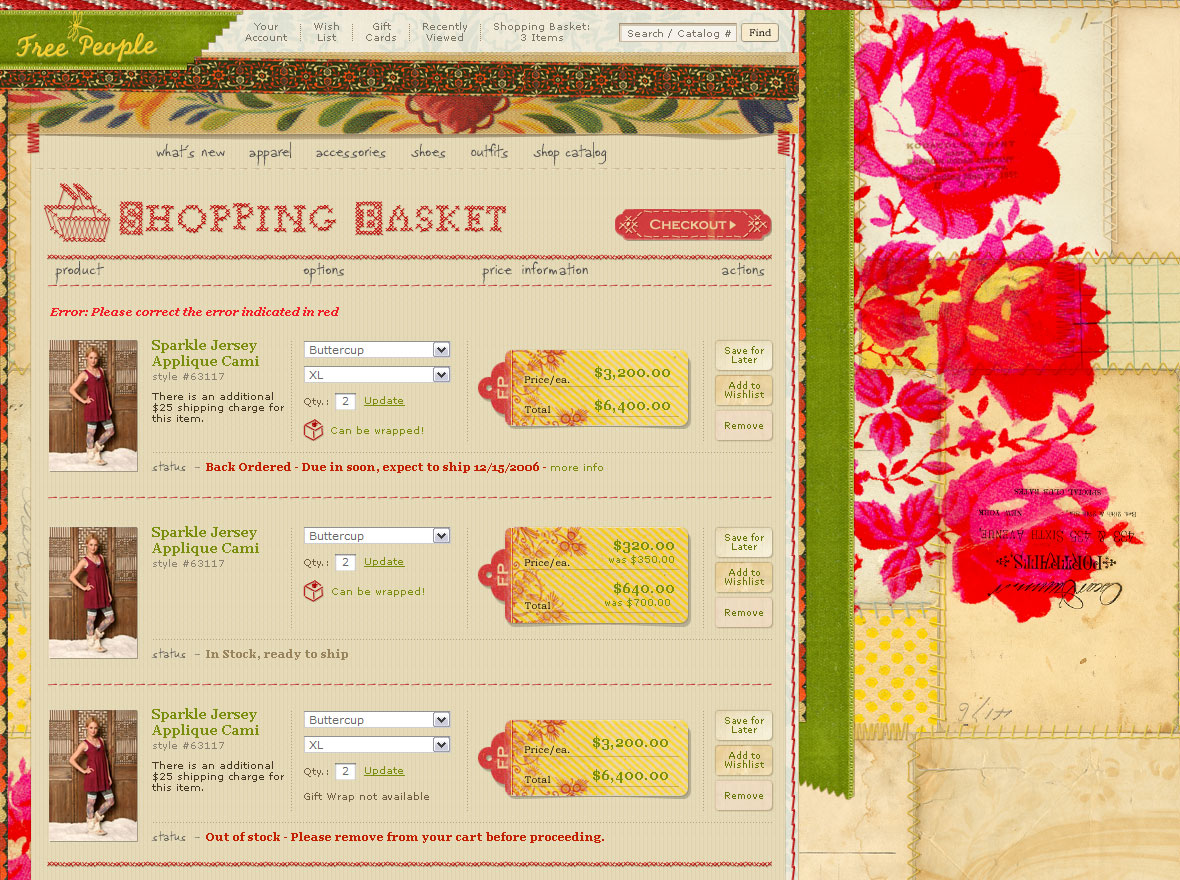 Free People
Your Account
Wish List
Gift Cards
Recently Viewed
Shopping Basket: 3 Items
Search / Catalog #
Find
what's new apparel accessories shoes outfits shop catalog
Shopping Basket
Checkout
product options price information actions
Error: Please correct the error indicated in red
Sparkle Jersey
Applique Cami
style #63117
There is an additional
$25 shipping charge for
this item.
Buttercup
XL
Qty.: 2 Update
Can be wrapped!
FP
Price/ea. $3,200.00
Total $6,400.00
Save for
Later
Add to
Wishlist
Remove
status – Back Ordered - Due in soon, expect to ship 12/15/2006 - more info
Sparkle Jersey
Applique Cami
style #63117
Buttercup
Qty.: 2 Update
Can be wrapped!
FP
Price/ea. $320.00
was $350.00
Total $640.00
was $700.00
Save for
Later
Add to
Wishlist
Remove
status – In Stock, ready to ship
Sparkle Jersey
Applique Cami
style #63117
There is an additional
$25 shipping charge for
this item.
Buttercup
XL
Qty.: 2 Update
Gift Wrap not available
FP
Price/ea. $3,200.00
Total $6,400.00
Save for
Later
Add to
Wishlist
Remove
status – Out of stock - Please remove from your cart before proceeding.
PORTRAITS
SIXTH AVENUE
NEW YORK
SPECIAL CLUB RATES